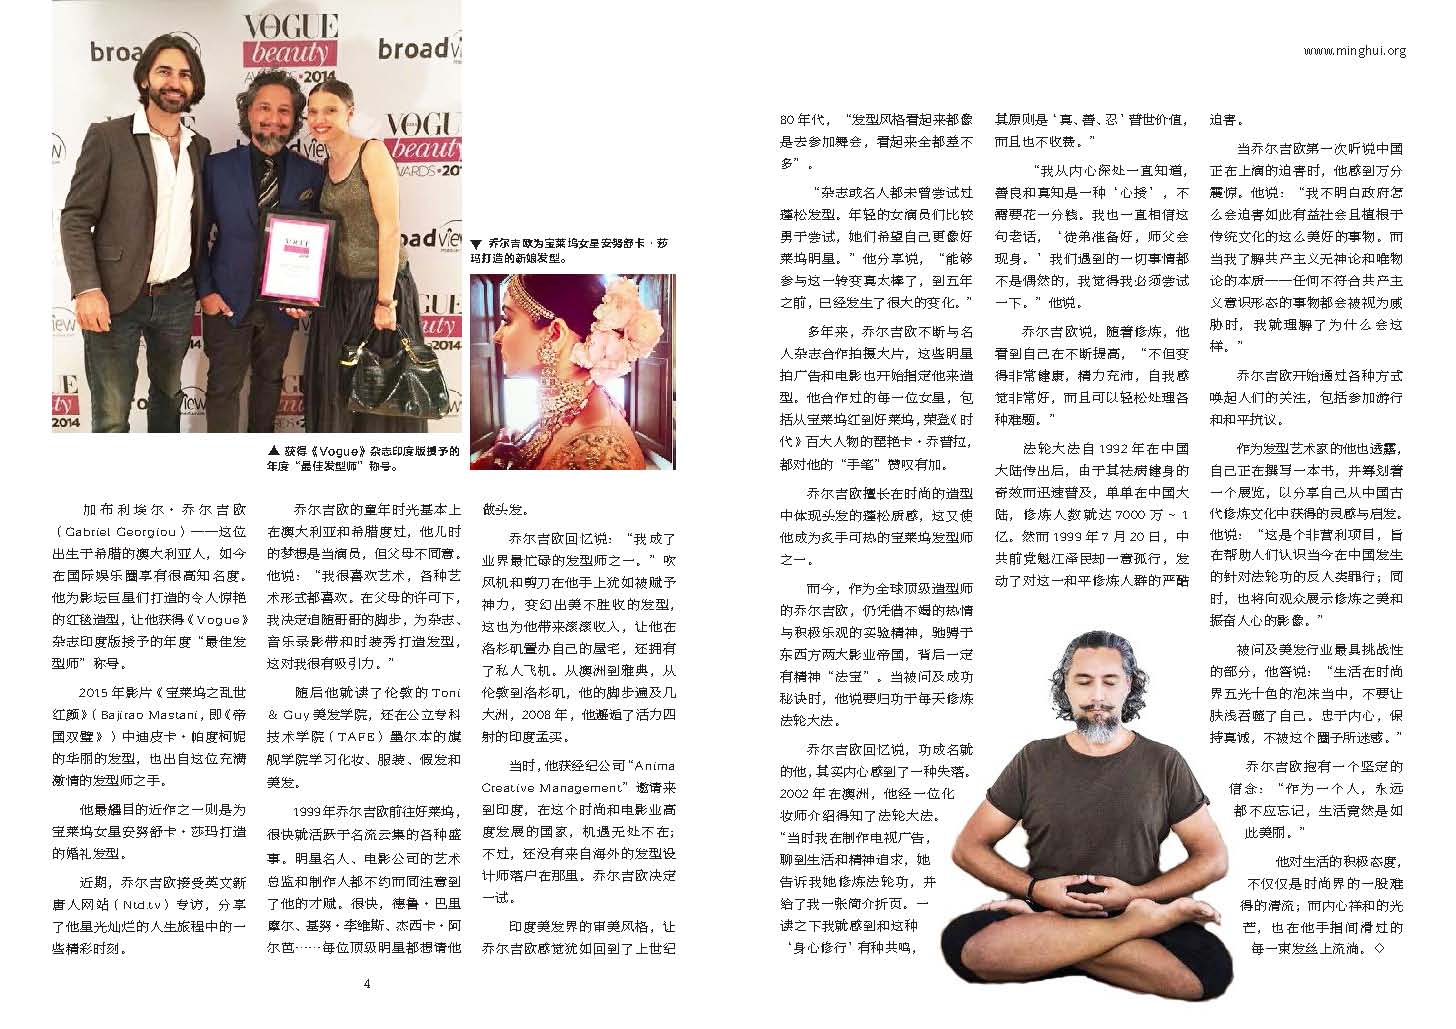 broadview
VOGUE
beauty
AWARDS•2014
broadview
▼ 乔尔吉欧为宝莱坞女星安努舒卡·莎
玛打造的新娘发型。
▲ 获得《Vogue》杂志印度版授予的
年度“最佳发型师”称号。
加布利埃尔·乔尔吉欧
（Gabriel Georgiou）——这位
出生于希腊的澳大利亚人，如今
在国际娱乐圈享有很高知名度。
他为影坛巨星们打造的令人惊艳
的红毯造型，让他获得《Vogue》
杂志印度版授予的年度“最佳发
型师”称号。
2015年影片《宝莱坞之乱世
红颜》（Bajirao Mastani，即《帝
国双璧》）中迪皮卡·帕度柯妮
的华丽的发型，也出自这位充满
激情的发型师之手。
他最耀目的近作之一则是为
宝莱坞女星安努舒卡·莎玛打造
的婚礼发型。
近期，乔尔吉欧接受英文新
唐人网站（Ntd.tv）专访，分享
了他星光灿烂的人生旅程中的一
些精彩时刻。
乔尔吉欧的童年时光基本上
在澳大利亚和希腊度过，他儿时
的梦想是当演员，但父母不同意。
他说：“我很喜欢艺术，各种艺
术形式都喜欢。在父母的许可下，
我决定追随哥哥的脚步，为杂志、
音乐录影带和时装秀打造发型，
这对我很有吸引力。”
随后他就读了伦敦的Toni
& Guy美发学院，还在公立专科
技术学院（TAFE）墨尔本的旗
舰学院学习化妆、服装、假发和
美发。
1999年乔尔吉欧前往好莱坞，
很快就活跃于名流云集的各种盛
事。明星名人、电影公司的艺术
总监和制作人都不约而同注意到
了他的才赋。很快，德鲁·巴里
摩尔、基努·李维斯、杰西卡·阿
尔芭……每位顶级明星都想请他
做头发。
乔尔吉欧回忆说：“我成了
业界最忙碌的发型师之一。”吹
风机和剪刀在他手上犹如被赋予
神力，变幻出美不胜收的发型，
这也为他带来滚滚收入，让他在
洛杉矶置办自己的屋宅，还拥有
了私人飞机。从澳洲到雅典，从
伦敦到洛杉矶，他的脚步遍及几
大洲，2008年，他邂逅了活力四
射的印度孟买。
当时，他获经纪公司“Anima
Creative Management”邀请来
到印度，在这个时尚和电影业高
度发展的国家，机遇无处不在；
不过，还没有来自海外的发型设
计师落户在那里。乔尔吉欧决定
一试。
印度美发界的审美风格，让
乔尔吉欧感觉犹如回到了上世纪
4
www.minghui.org
80年代，“发型风格看起来都像
是去参加舞会，看起来全都差不
多”。
“杂志或名人都未曾尝试过
蓬松发型。年轻的女演员们比较
勇于尝试，她们希望自己更像好
莱坞明星。”他分享说，“能够
参与这一转变真太棒了，到五年
之前，已经发生了很大的变化。”
多年来，乔尔吉欧不断与名
人杂志合作拍摄大片，这些明星
拍广告和电影也开始指定他来造
型。他合作过的每一位女星，包
括从宝莱坞红到好莱坞，荣登《时
代》百大人物的琵艳卡·乔普拉，
都对他的“手笔”赞叹有加。
乔尔吉欧擅长在时尚的造型
中体现头发的蓬松质感，这又使
他成为炙手可热的宝莱坞发型师
之一。
而今，作为全球顶级造型师
的乔尔吉欧，仍凭借不竭的热情
与积极乐观的实验精神，驰骋于
东西方两大影业帝国，背后一定
有精神“法宝”。当被问及成功
秘诀时，他说要归功于每天修炼
法轮大法。
乔尔吉欧回忆说，功成名就
的他，其实内心感到了一种失落。
2002年在澳洲，他经一位化
妆师介绍得知了法轮大法。
“当时我在制作电视广告，
聊到生活和精神追求，她
告诉我她修炼法轮功，并
给了我一张简介折页。一
读之下我就感到和这种
‘身心修行’有种共鸣，
其原则是‘真、善、忍’普世价值，
而且也不收费。”
“我从内心深处一直知道，
善良和真知是一种‘心授’，不
需要花一分钱。我也一直相信这
句老话，‘徒弟准备好，师父会
现身。’我们遇到的一切事情都
不是偶然的，我觉得我必须尝试
一下。”他说。
乔尔吉欧说，随着修炼，他
看到自己在不断提高，“不但变
得非常健康，精力充沛，自我感
觉非常好，而且可以轻松处理各
种难题。”
法轮大法自1992年在中国
大陆传出后，由于其祛病健身的
奇效而迅速普及，单单在中国大
陆，修炼人数就达7000万~1
亿。然而1999年7月20日，中
共前党魁江泽民却一意孤行，发
动了对这一和平修炼人群的严酷
迫害。
当乔尔吉欧第一次听说中国
正在上演的迫害时，他感到万分
震惊。他说：“我不明白政府怎
么会迫害如此有益社会且植根于
传统文化的这么美好的事物。而
当我了解共产主义无神论和唯物
论的本质——任何不符合共产主
义意识形态的事物都会被视为威
胁时，我就理解了为什么会这
样。”
乔尔吉欧开始通过各种方式
唤起人们的关注，包括参加游行
和和平抗议。
作为发型艺术家的他也透露，
自己正在撰写一本书，并筹划着
一个展览，以分享自己从中国古
代修炼文化中获得的灵感与启发。
他说：“这是个非营利项目，旨
在帮助人们认识当今在中国发生
的针对法轮功的反人类罪行；同
时，也将向观众展示修炼之美和
振奋人心的影像。”
被问及美发行业最具挑战性
的部分，他答说：“生活在时尚
界五光十色的泡沫当中，不要让
肤浅吞噬了自己。忠于内心，保
持真诚，不被这个圈子所迷惑。”
乔尔吉欧抱有一个坚定的
信念：“作为一个人，永远
都不应忘记，生活竟然是如
此美丽。”
他对生活的积极态度，
不仅仅是时尚界的一股难
得的清流；而内心祥和的光
芒，也在他手指间滑过的
每一束发丝上流淌。◇